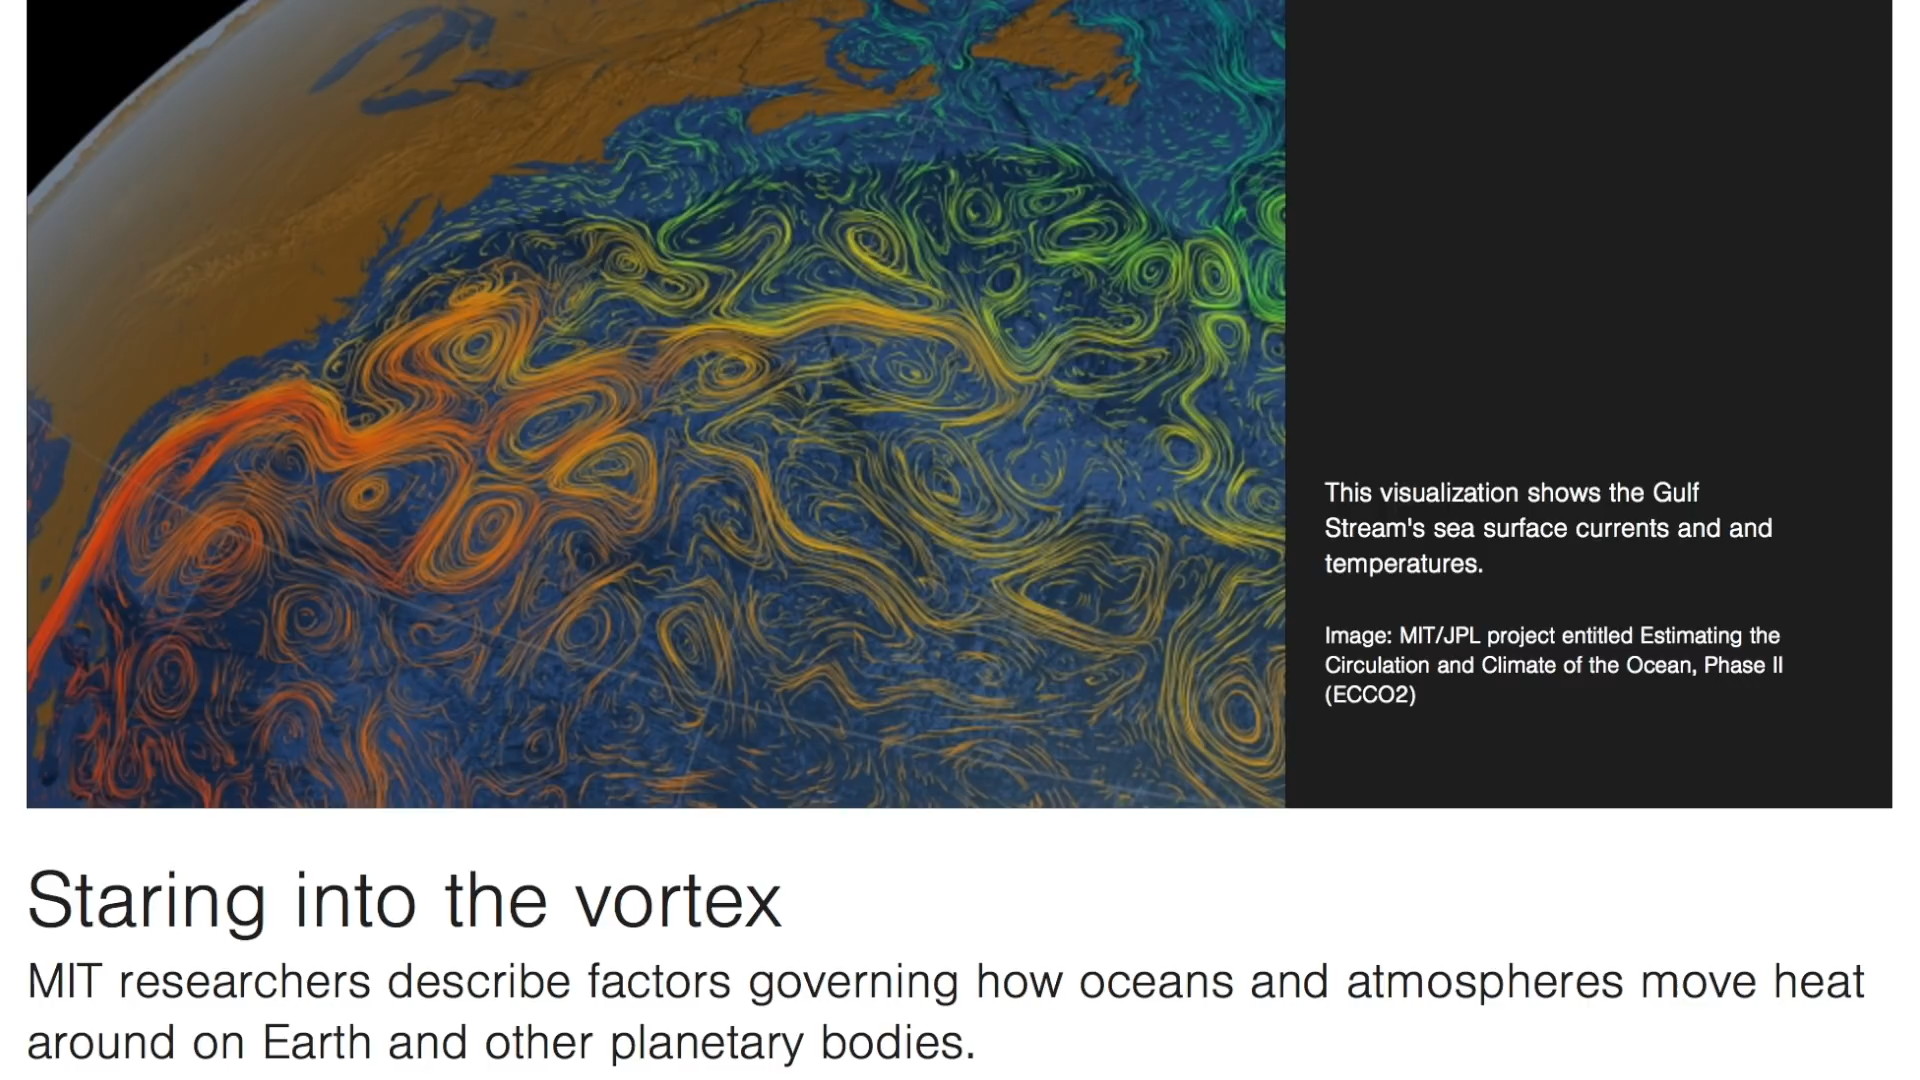 This visualization shows the Gulf
Stream's sea surface currents and and
temperatures.
Image: MIT/JPL project entitled Estimating the
Circulation and Climate of the Ocean, Phase II
(ECCO2)
Staring into the vortex
MIT researchers describe factors governing how oceans and atmospheres move heat
around on Earth and other planetary bodies.